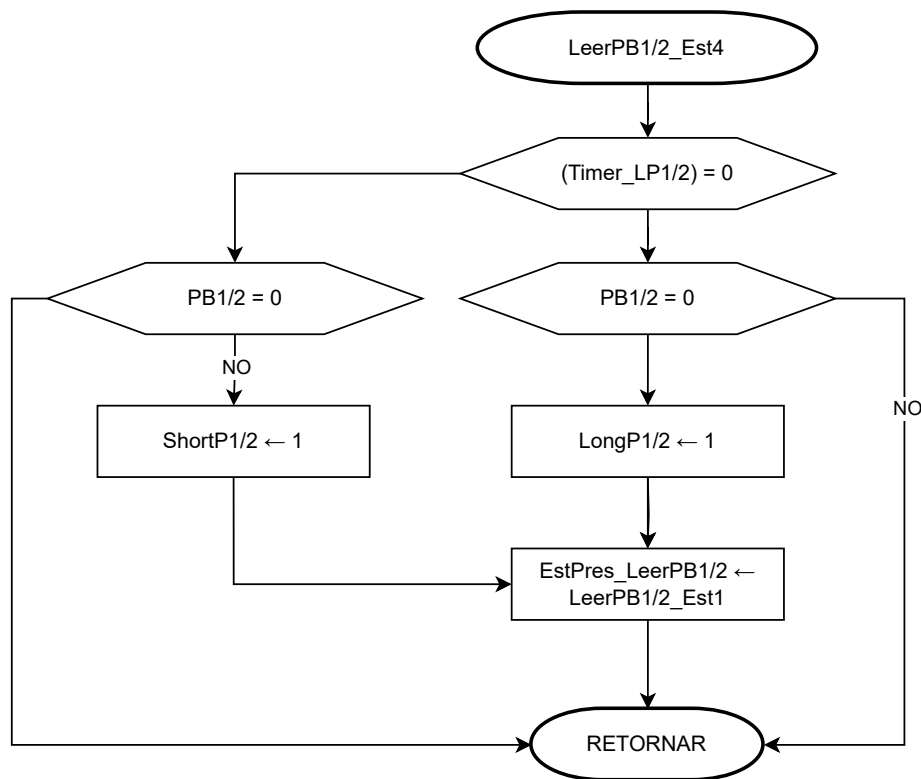 LeerPB1/2_Est4
(Timer_LP1/2) = 0
PB1/2 = 0
PB1/2 = 0
NO
NO
ShortP1/2 ← 1
LongP1/2 ← 1
EstPres_LeerPB1/2 ←
LeerPB1/2_Est1
RETORNAR